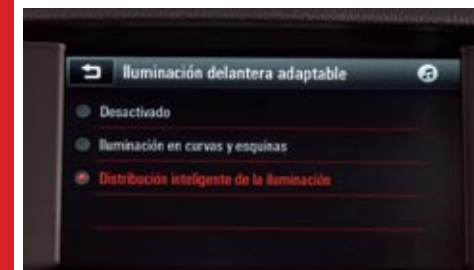 Iluminación delantera adaptable
Desactivado
Iluminación en curvas y esquinas
Distribución inteligente de la iluminación